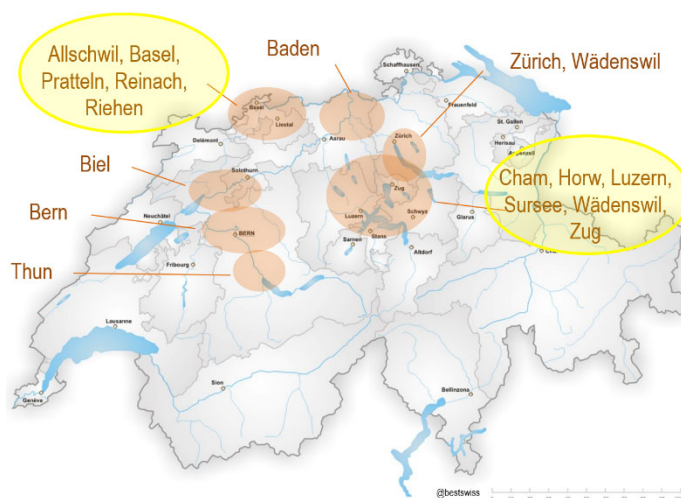 Allschwil, Basel,
Pratteln, Reinach,
Riehen
Baden
Zürich, Wädenswil
Schaffhausen
Basel
Liestal
Frauenfeld
Delémont
Aarau
Zürich
St. Gallen
Herisau
Biel
Solothurn
Zug
Cham, Horw, Luzern,
Sursee, Wädenswil,
Zug
Neuchâtel
Luzern
Schwyz
Glarus
Bern
BERN
Stans
Sarnen
Altdorf
Thun
Fribourg
Lausanne
Sion
Bellinzona
Genève
@bestswiss